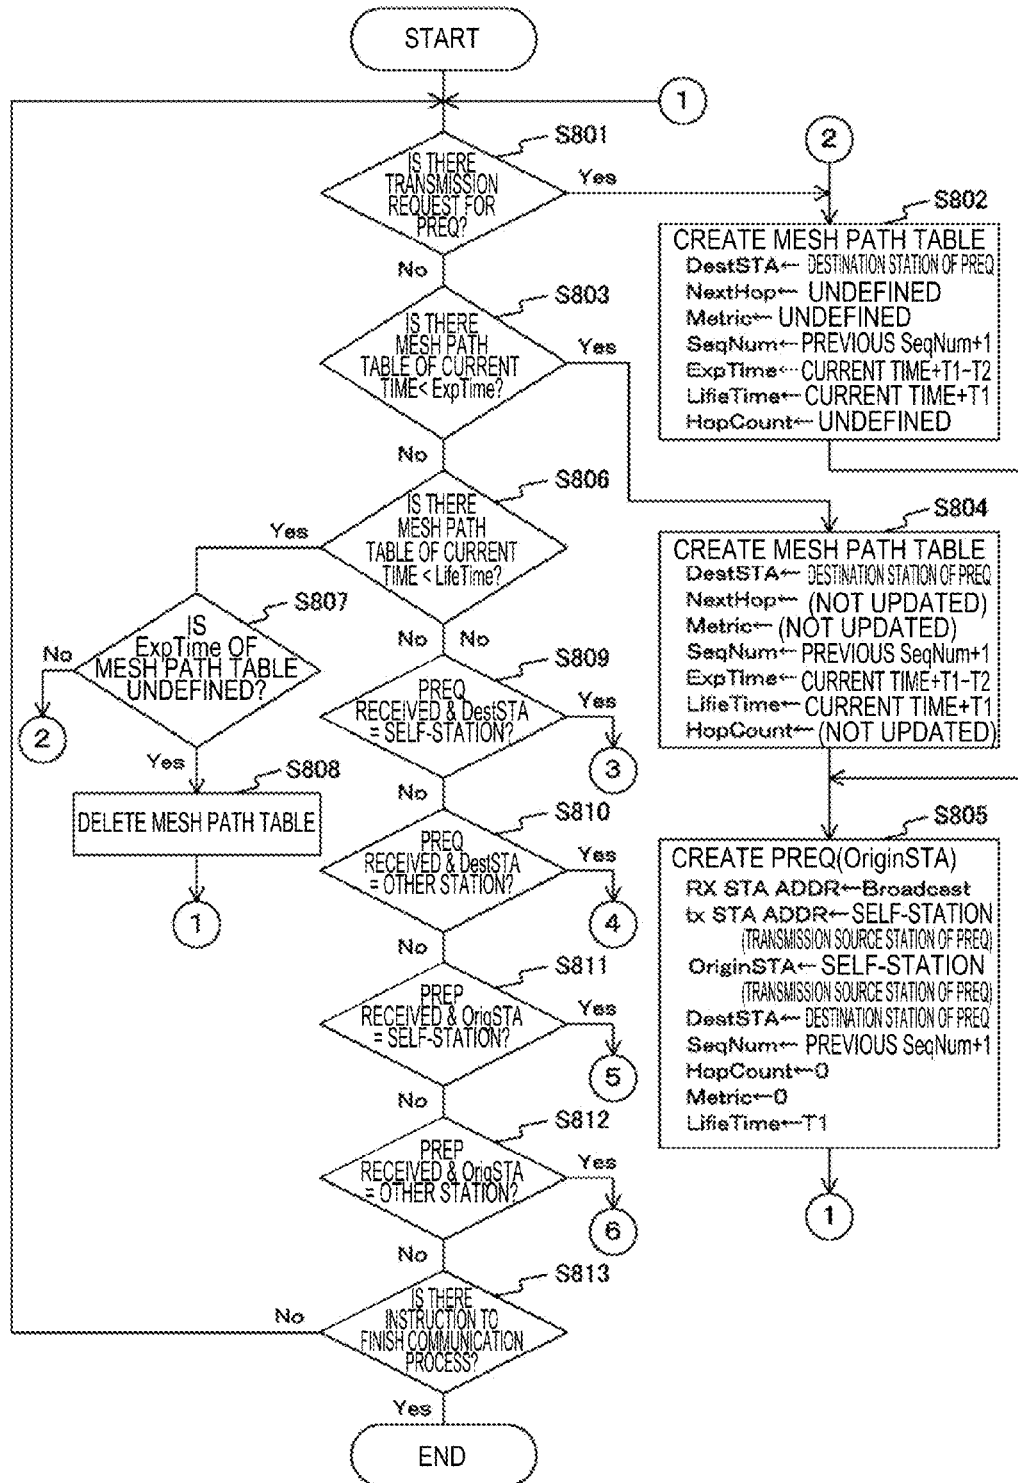 START
1
S801
IS THERE
TRANSMISSION
REQUEST FOR
PREQ?
Yes
No
2
S802
CREATE MESH PATH TABLE
DestSTA← DESTINATION STATION OF PREQ
NextHop← UNDEFINED
Metric← UNDEFINED
SeqNum← PREVIOUS SeqNum+1
ExpTime← CURRENT TIME+T1-T2
LifieTime← CURRENT TIME+T1
HopCount← UNDEFINED
S803
IS THERE
MESH PATH
TABLE OF CURRENT
TIME< ExpTime?
Yes
No
S804
CREATE MESH PATH TABLE
DestSTA← DESTINATION STATION OF PREQ
NextHop← (NOT UPDATED)
Metric← (NOT UPDATED)
SeqNum← PREVIOUS SeqNum+1
ExpTime← CURRENT TIME+T1-T2
LifieTime← CURRENT TIME+T1
HopCount← (NOT UPDATED)
S805
CREATE PREQ(OriginSTA)
RX STA ADDR←Broadcast
tx STA ADDR← SELF-STATION
(TRANSMISSION SOURCE STATION OF PREQ)
OriginSTA← SELF-STATION
(TRANSMISSION SOURCE STATION OF PREQ)
DestSTA← DESTINATION STATION OF PREQ
SeqNum← PREVIOUS SeqNum+1
HopCount←0
Metric←0
LifieTime←T1
1
S806
IS THERE
MESH PATH
TABLE OF CURRENT
TIME < LifeTime?
Yes
No No
S807
IS
ExpTime OF
MESH PATH TABLE
UNDEFINED?
No
2
Yes
S808
DELETE MESH PATH TABLE
1
S809
PREQ
RECEIVED & DestSTA
= SELF-STATION?
Yes
3
No
S810
PREQ
RECEIVED & DestSTA
= OTHER STATION?
Yes
4
No
S811
PREP
RECEIVED & OrigSTA
= SELF-STATION?
Yes
5
No
S812
PREP
RECEIVED & OrigSTA
= OTHER STATION?
Yes
6
No
S813
IS THERE
INSTRUCTION TO
FINISH COMMUNICATION
PROCESS?
No
Yes
END